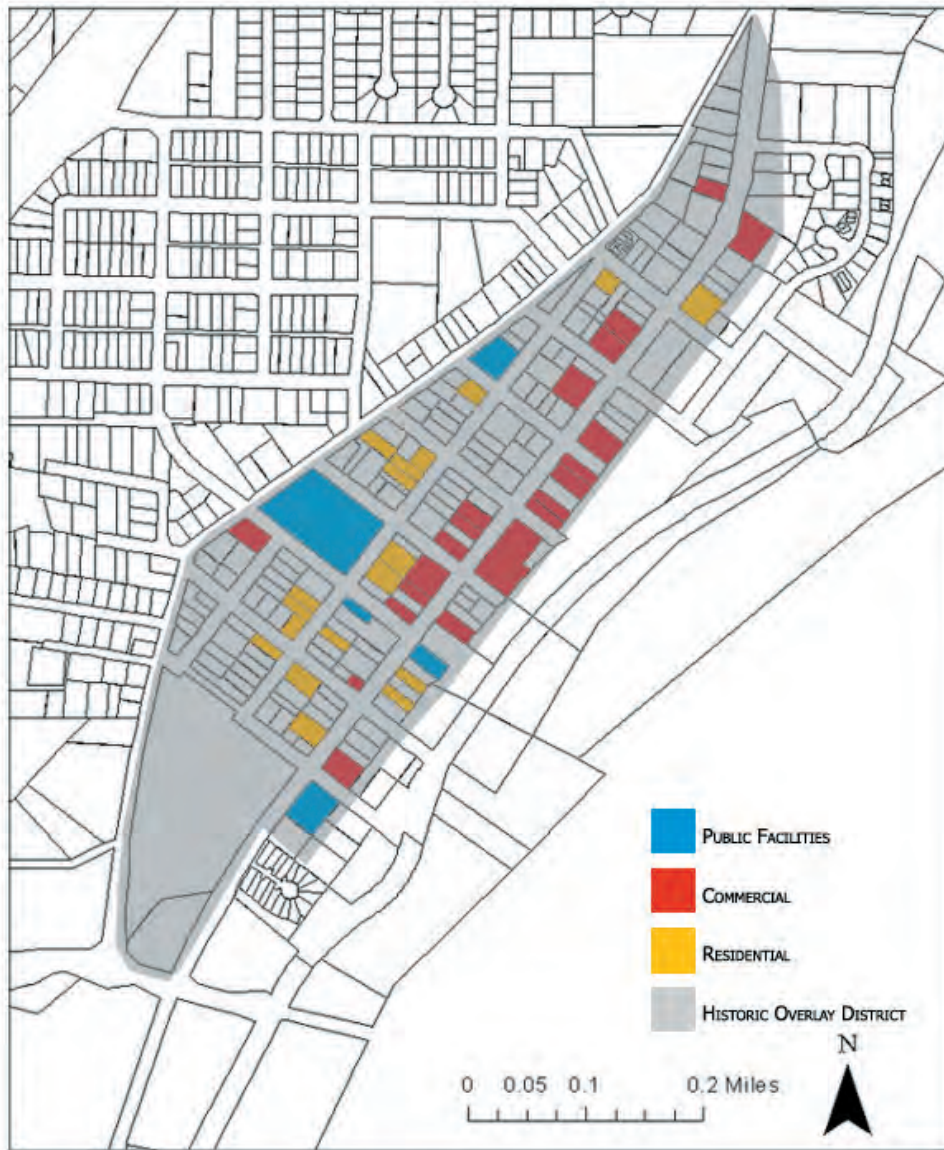 Public Facilities
Commercial
Residential
Historic Overlay District
N
0 0.05 0.1 0.2 Miles